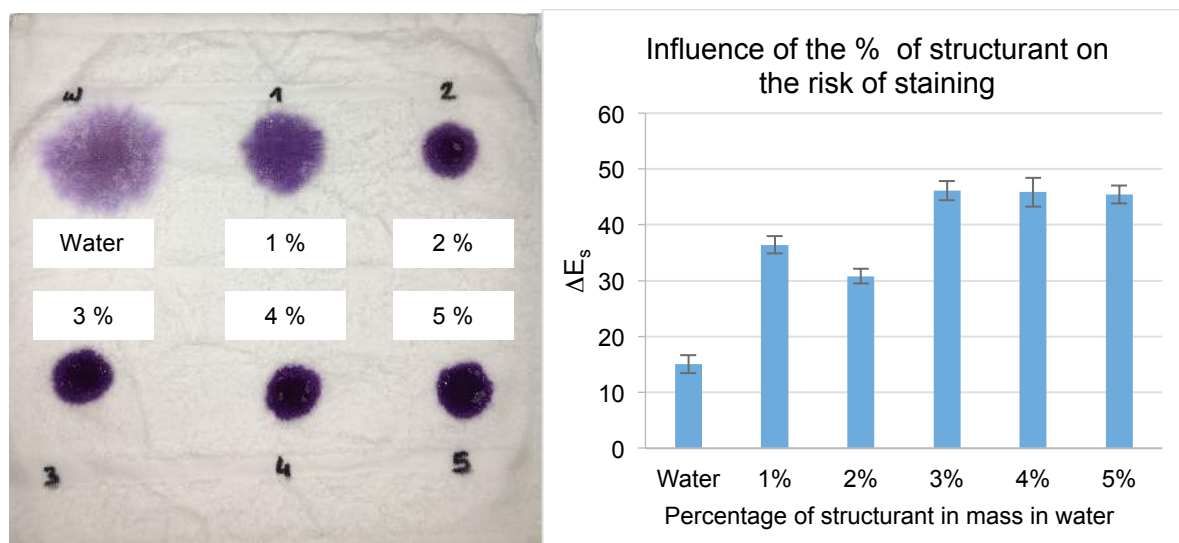 w 1 2
Water 1 % 2 %
3 % 4 % 5 %
3 4 5
Influence of the % of structurant on
the risk of staining
60
50
40
30
20
10
0
ΔEs
Water 1% 2% 3% 4% 5%
Percentage of structurant in mass in water